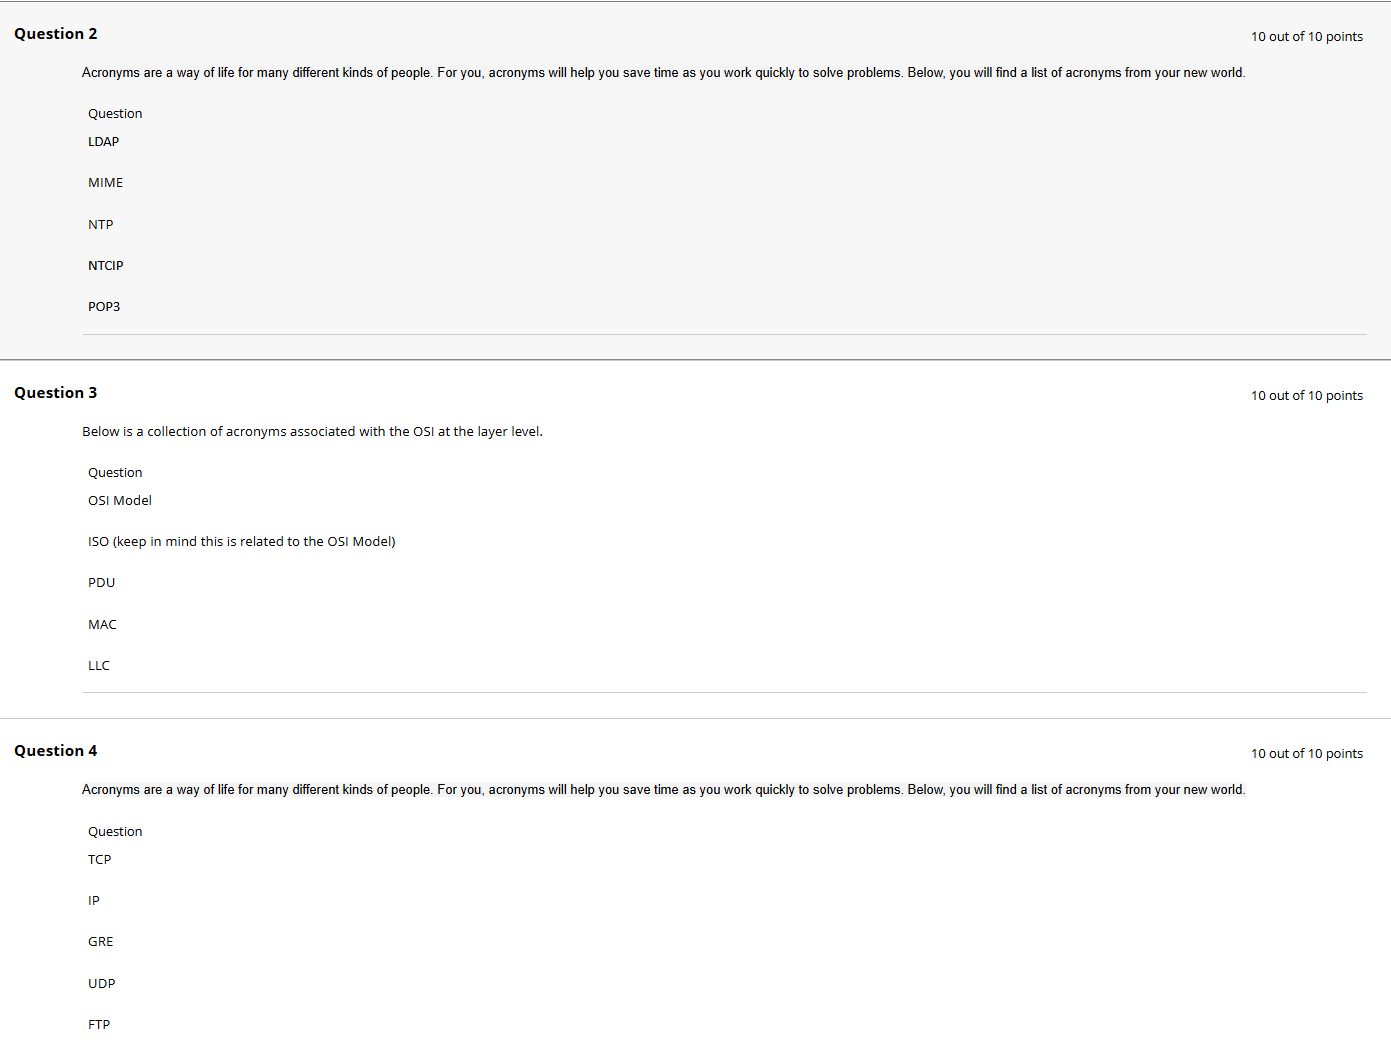 Question 2
10 out of 10 points
Acronyms are a way of life for many different kinds of people. For you, acronyms will help you save time as you work quickly to solve problems. Below, you will find a list of acronyms from your new world.
Question
LDAP
MIME
NTP
NTCIP
POP3
Question 3
10 out of 10 points
Below is a collection of acronyms associated with the OSI at the layer level.
Question
OSI Model
ISO (keep in mind this is related to the OSI Model)
PDU
MAC
LLC
Question 4
10 out of 10 points
Acronyms are a way of life for many different kinds of people. For you, acronyms will help you save time as you work quickly to solve problems. Below, you will find a list of acronyms from your new world.
Question
TCP
IP
GRE
UDP
FTP